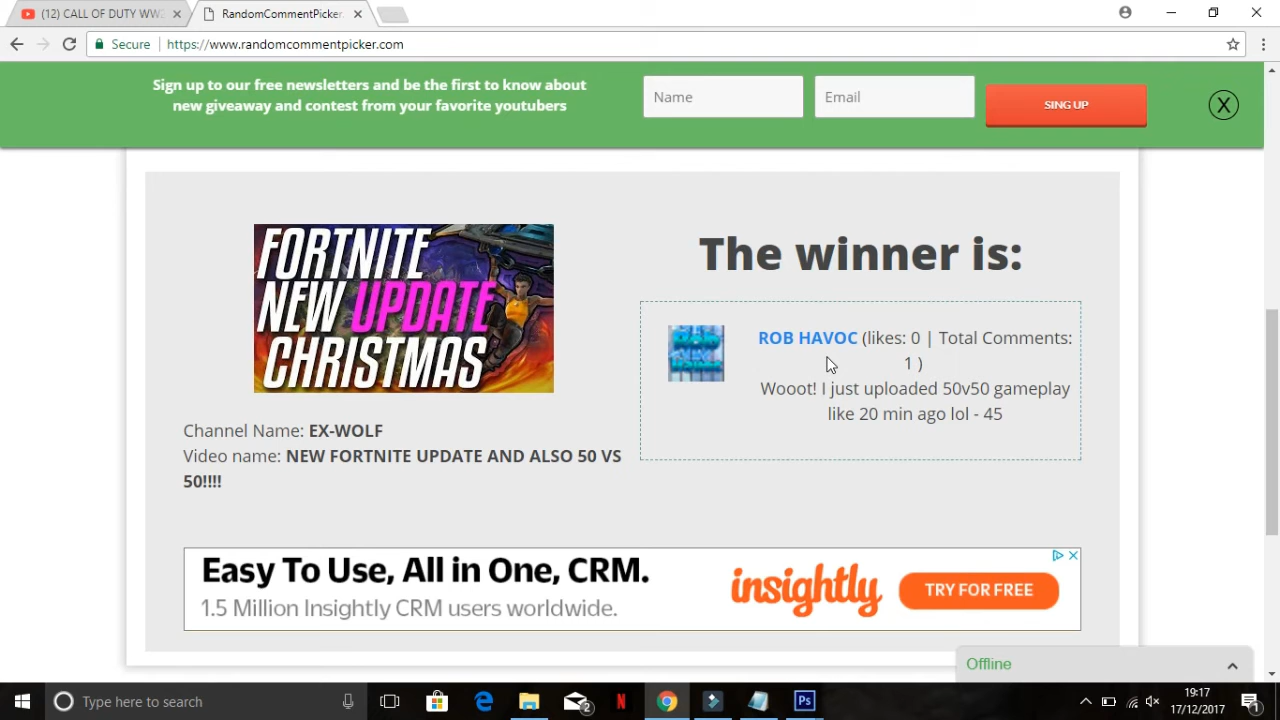 (12) CALL OF DUTY WW2
RandomCommentPicker.
Secure
https://www.randomcommentpicker.com
Sign up to our free newsletters and be the first to know about
new giveaway and contest from your favorite youtubers
Name
Email
SING UP
X
FORTNITE
NEW UPDATE
CHRISTMAS
Channel Name: EX-WOLF
Video name: NEW FORTNITE UPDATE AND ALSO 50 VS
50!!!!
The winner is:
ROB HAVOC (likes: 0 | Total Comments:
1 )
Wooot! I just uploaded 50v50 gameplay
like 20 min ago lol - 45
Easy To Use, All in One, CRM.
1.5 Million Insightly CRM users worldwide.
insightly
TRY FOR FREE
Offline
Type here to search
2
N
Ps
19:17
17/12/2017
1